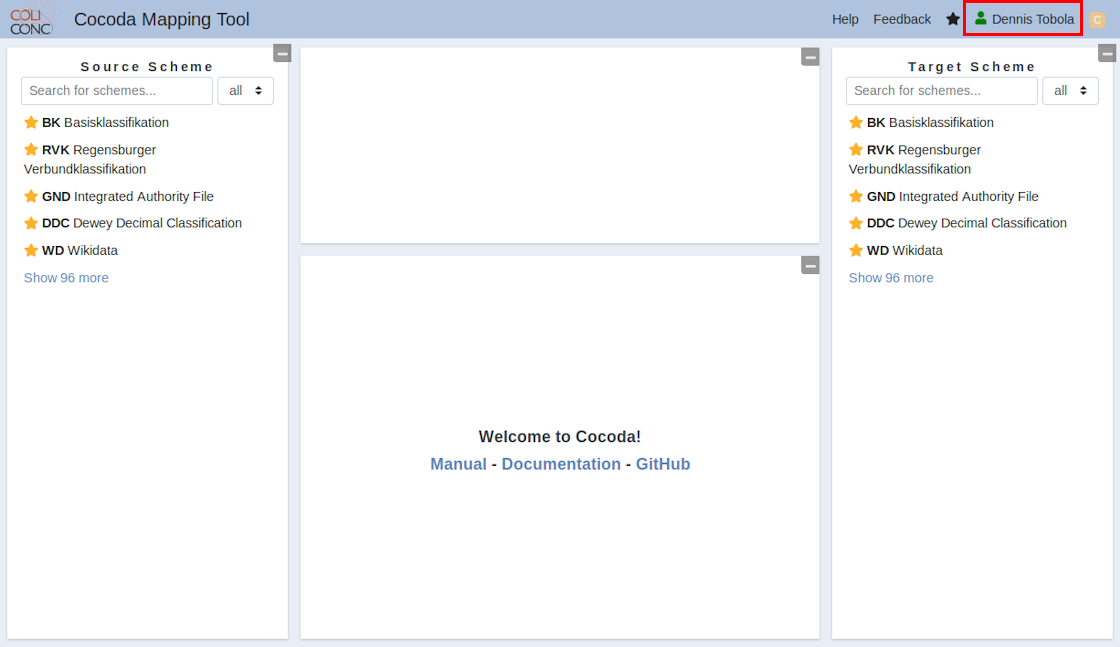 COLI
CONC
Cocoda Mapping Tool
Help Feedback Dennis Tobola C
Source Scheme
Search for schemes... all
BK Basisklassifikation
RVK Regensburger
Verbundklassifikation
GND Integrated Authority File
DDC Dewey Decimal Classification
WD Wikidata
Show 96 more
Welcome to Cocoda!
Manual - Documentation - GitHub
Target Scheme
Search for schemes... all
BK Basisklassifikation
RVK Regensburger
Verbundklassifikation
GND Integrated Authority File
DDC Dewey Decimal Classification
WD Wikidata
Show 96 more